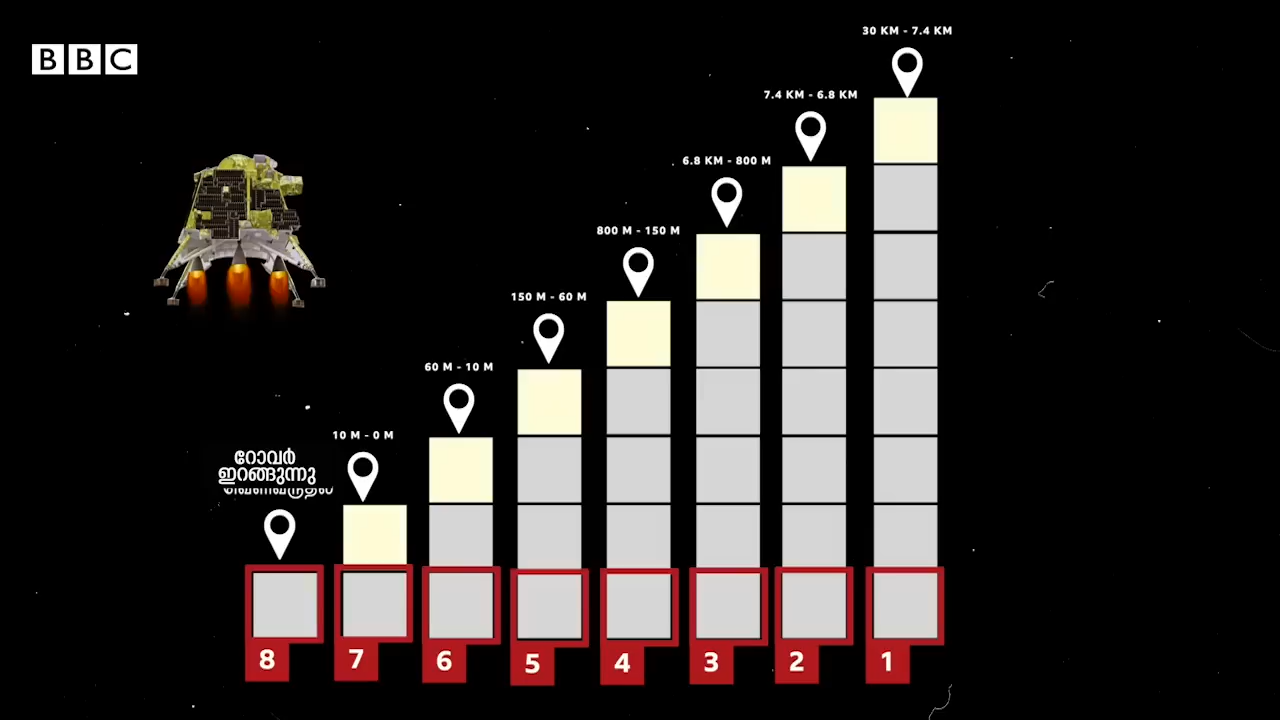 BBC
30 KM - 7.4 KM
7.4 KM - 6.8 KM
6.8 KM - 800 M
800 M - 150 M
150 M - 60 M
60 M - 10 M
10 M - 0 M
റോവർ
ഇറങ്ങുന്നു
8 7 6 5 4 3 2 1